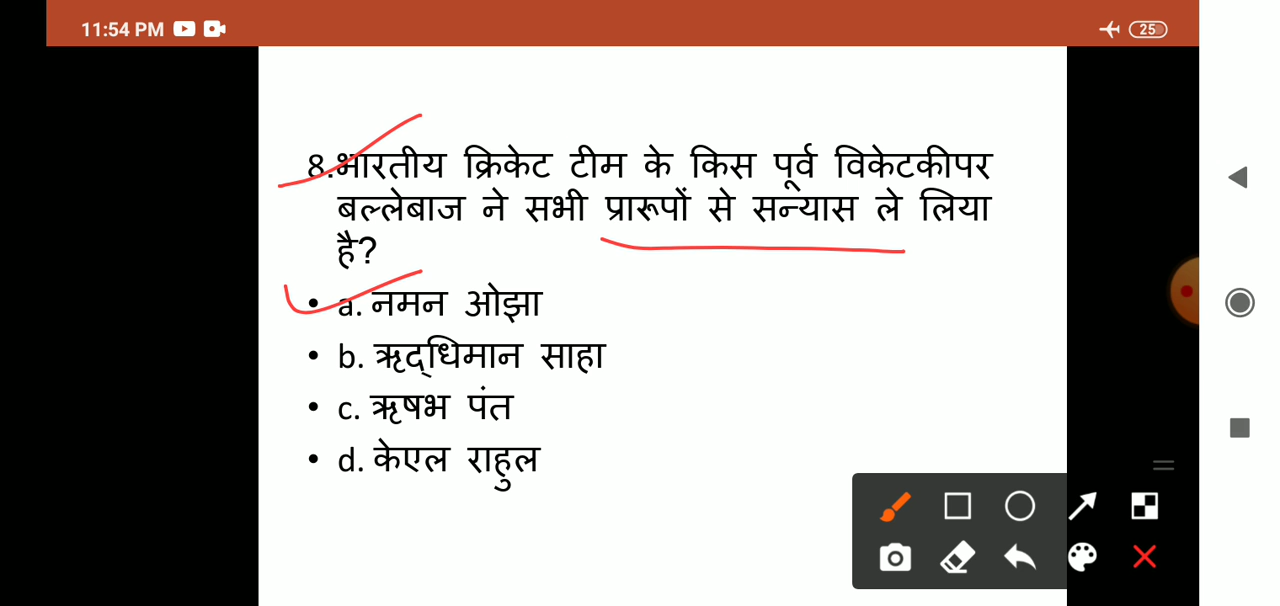 11:54 PM
25
8.भारतीय क्रिकेट टीम के किस पूर्व विकेटकीपर
बल्लेबाज ने सभी प्रारूपों से सन्यास ले लिया
है?
• a. नमन ओझा
• b. ऋद्धिमान साहा
• c. ऋषभ पंत
• d. केएल राहुल